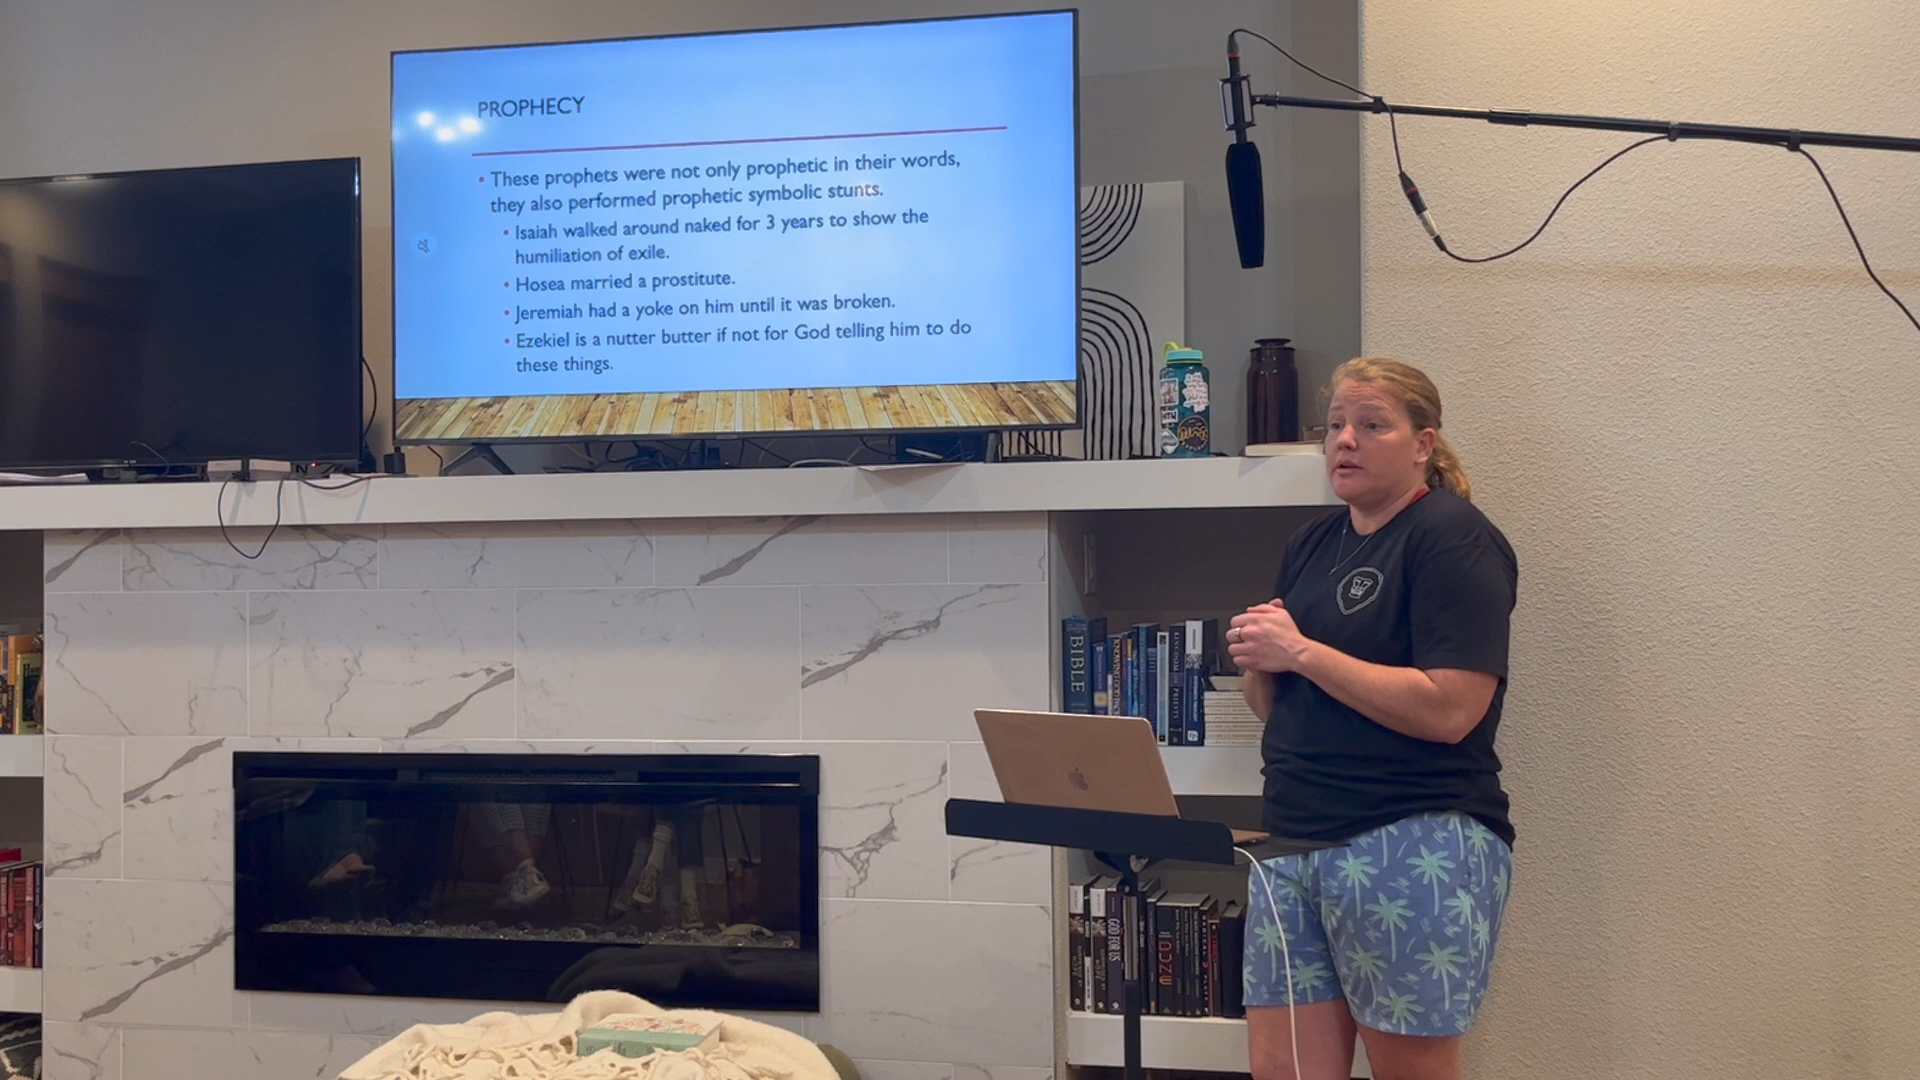 PROPHECY
• These prophets were not only prophetic in their words,
they also performed prophetic symbolic stunts.
• Isaiah walked around naked for 3 years to show the
humiliation of exile.
• Hosea married a prostitute.
• Jeremiah had a yoke on him until it was broken.
• Ezekiel is a nutter butter if not for God telling him to do
these things.
BIBLE
KINGDOM
PRIESTS
GOD FOR US
DUNE